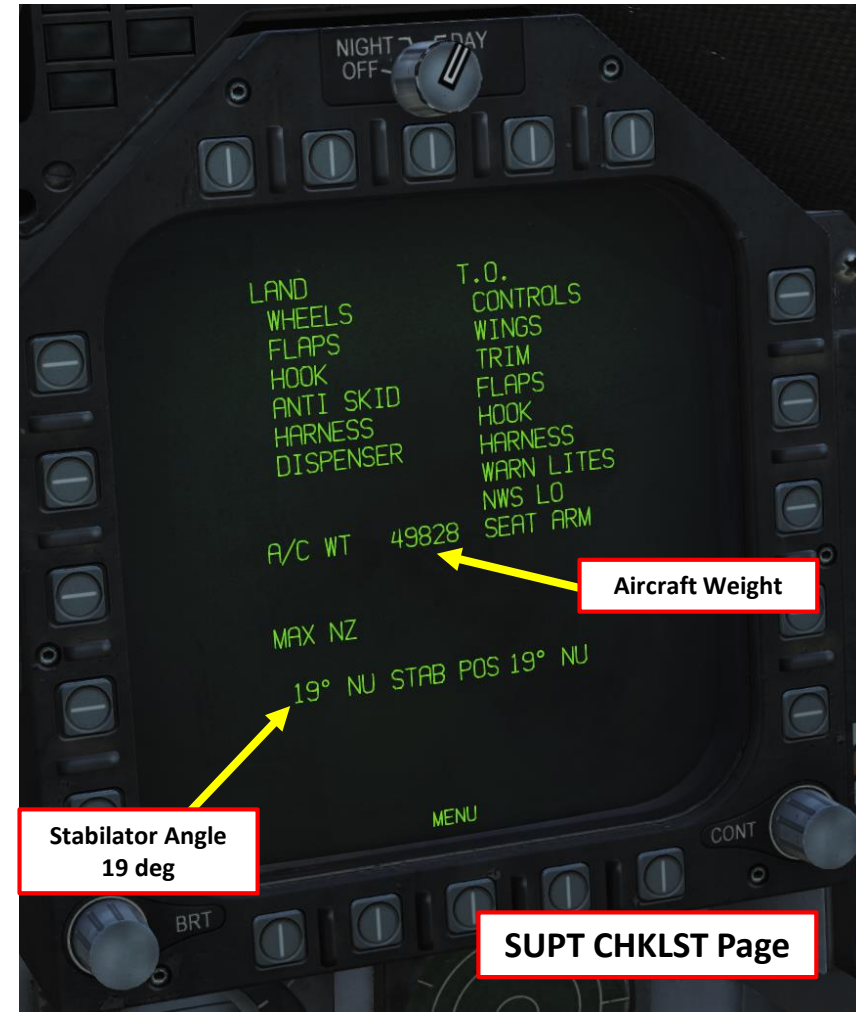 NIGHT DAY
OFF
LAND
WHEELS
FLAPS
HOOK
ANTI SKID
HARNESS
DISPENSER
T.O.
CONTROLS
WINGS
TRIM
FLAPS
HOOK
HARNESS
WARN LITES
NWS LO
SEAT ARM
A/C WT 49828
Aircraft Weight
MAX NZ
19° NU STAB POS 19° NU
Stabilator Angle
19 deg
MENU
CONT
BRT
SUPT CHKLST Page